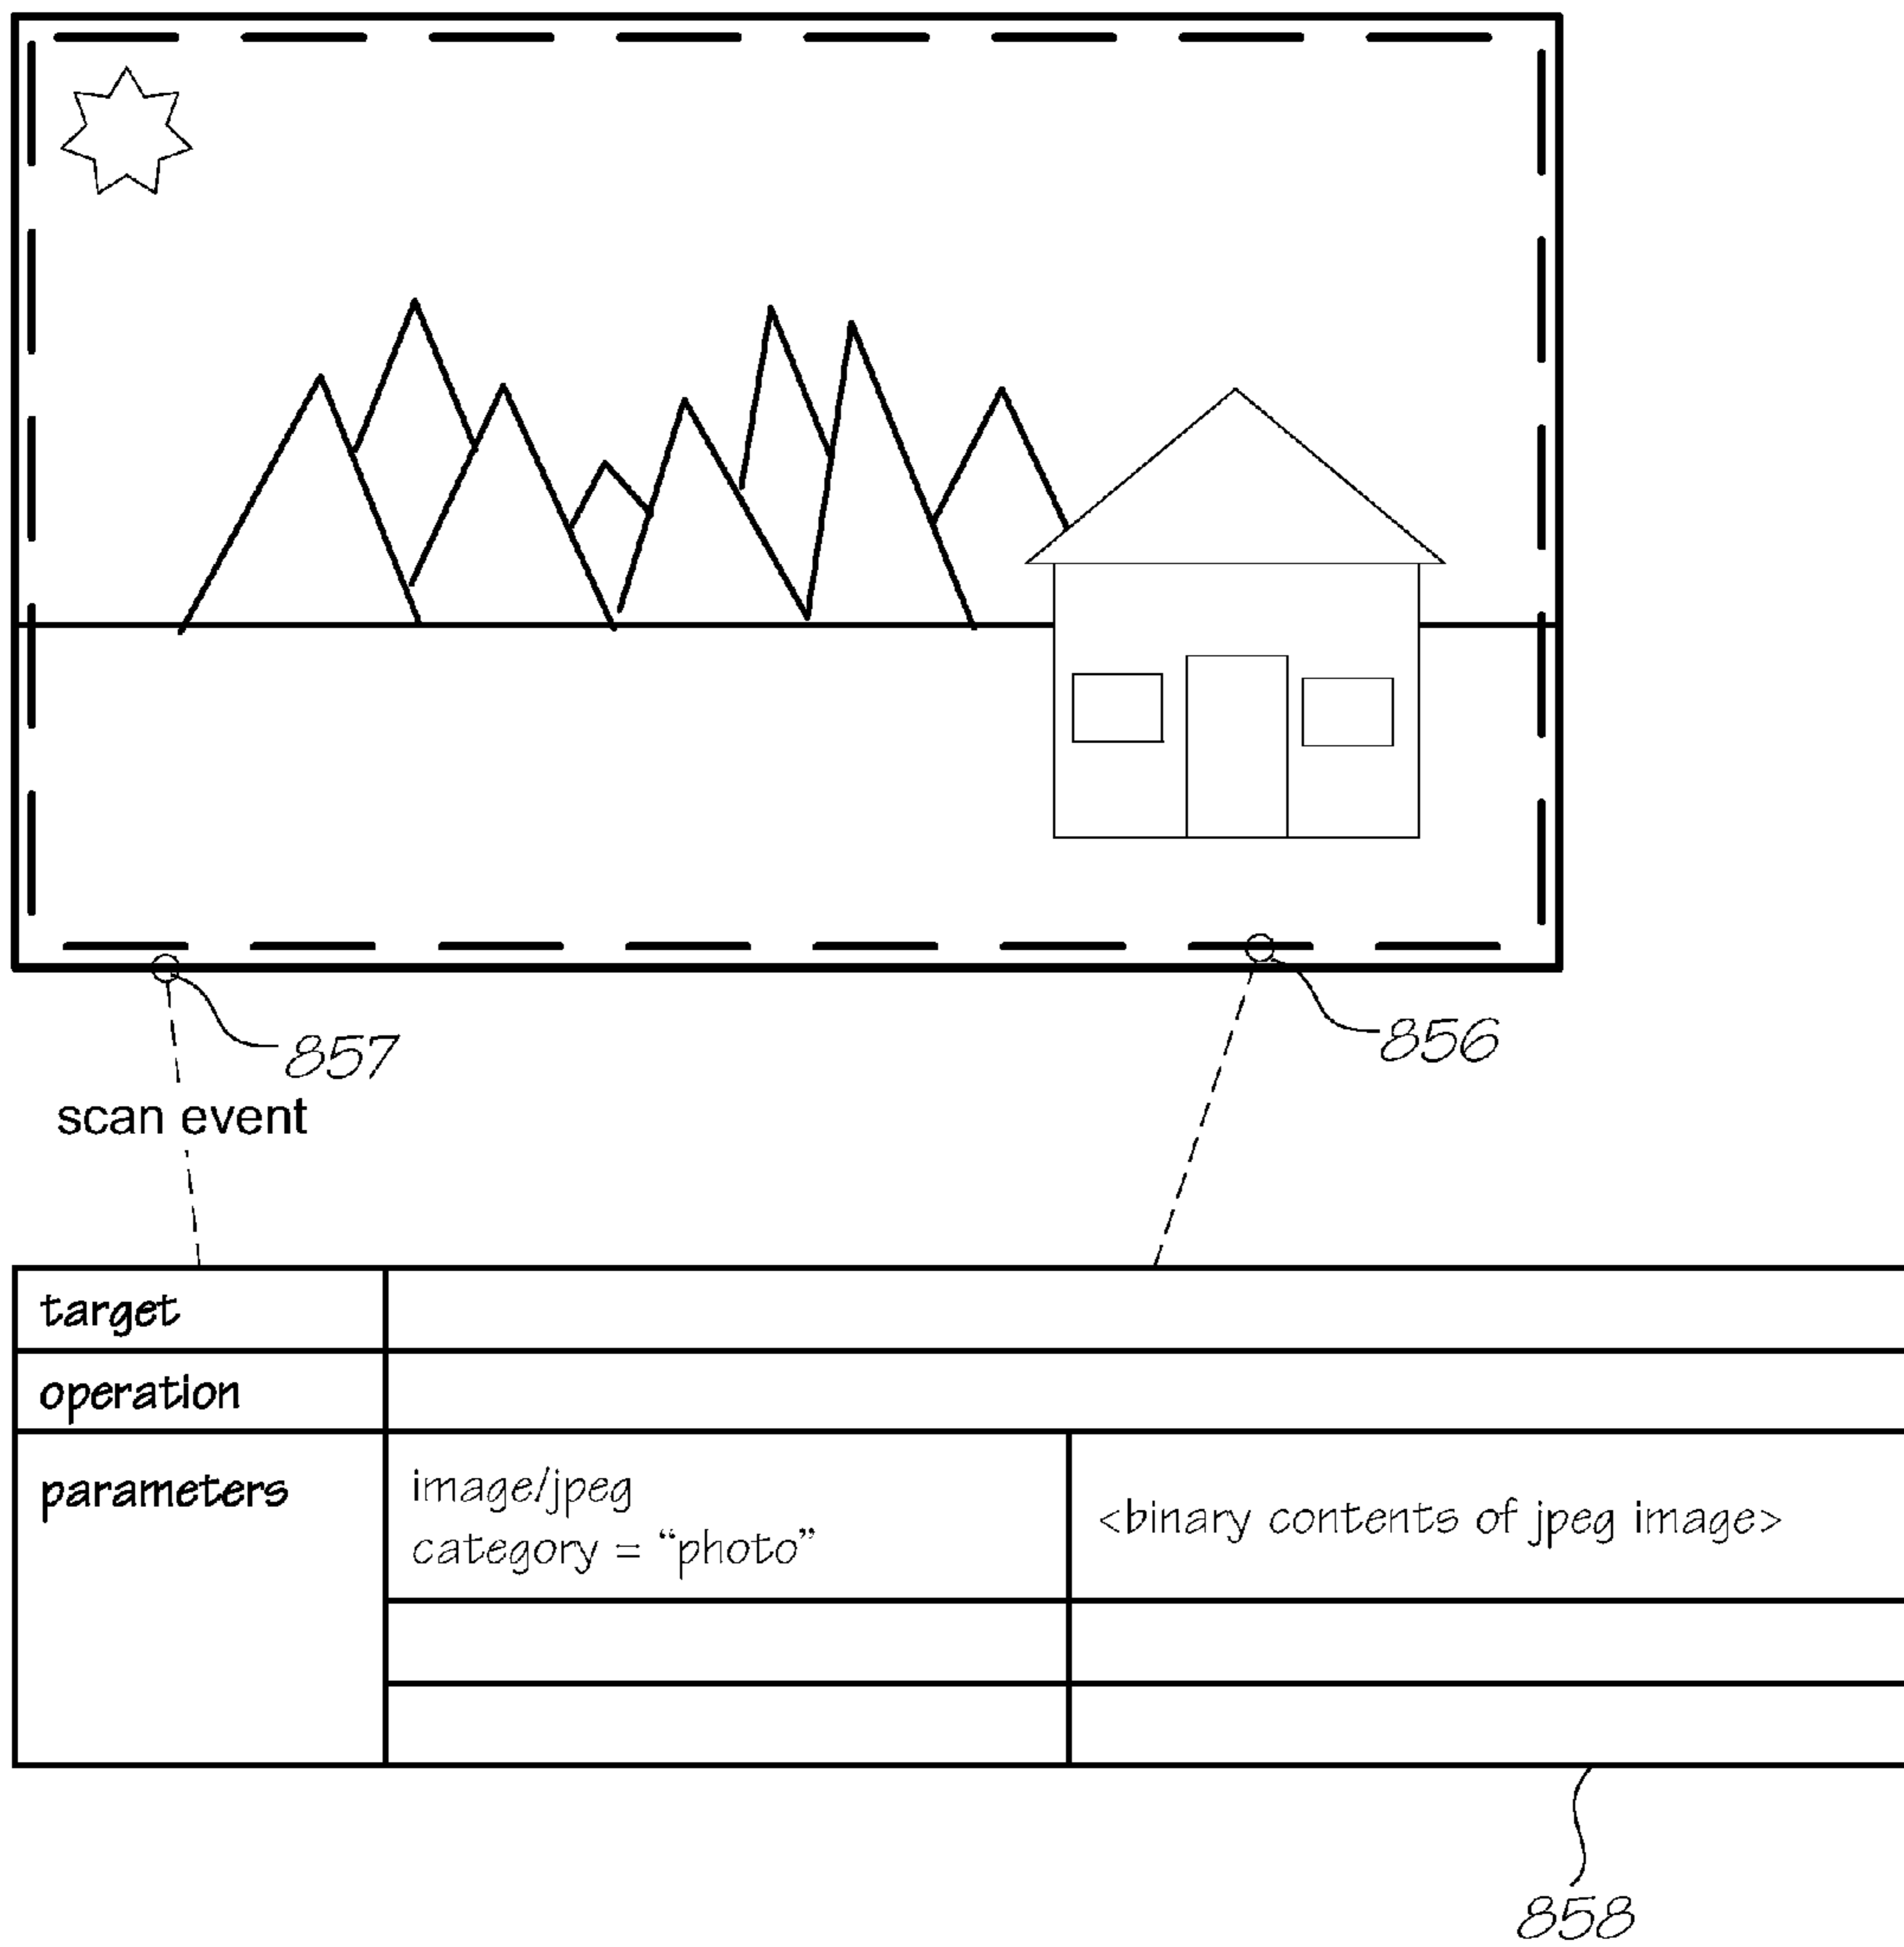 857
856
scan event
target
operation
parameters
image/jpeg
category = “photo”
<binary contents of jpeg image>
858